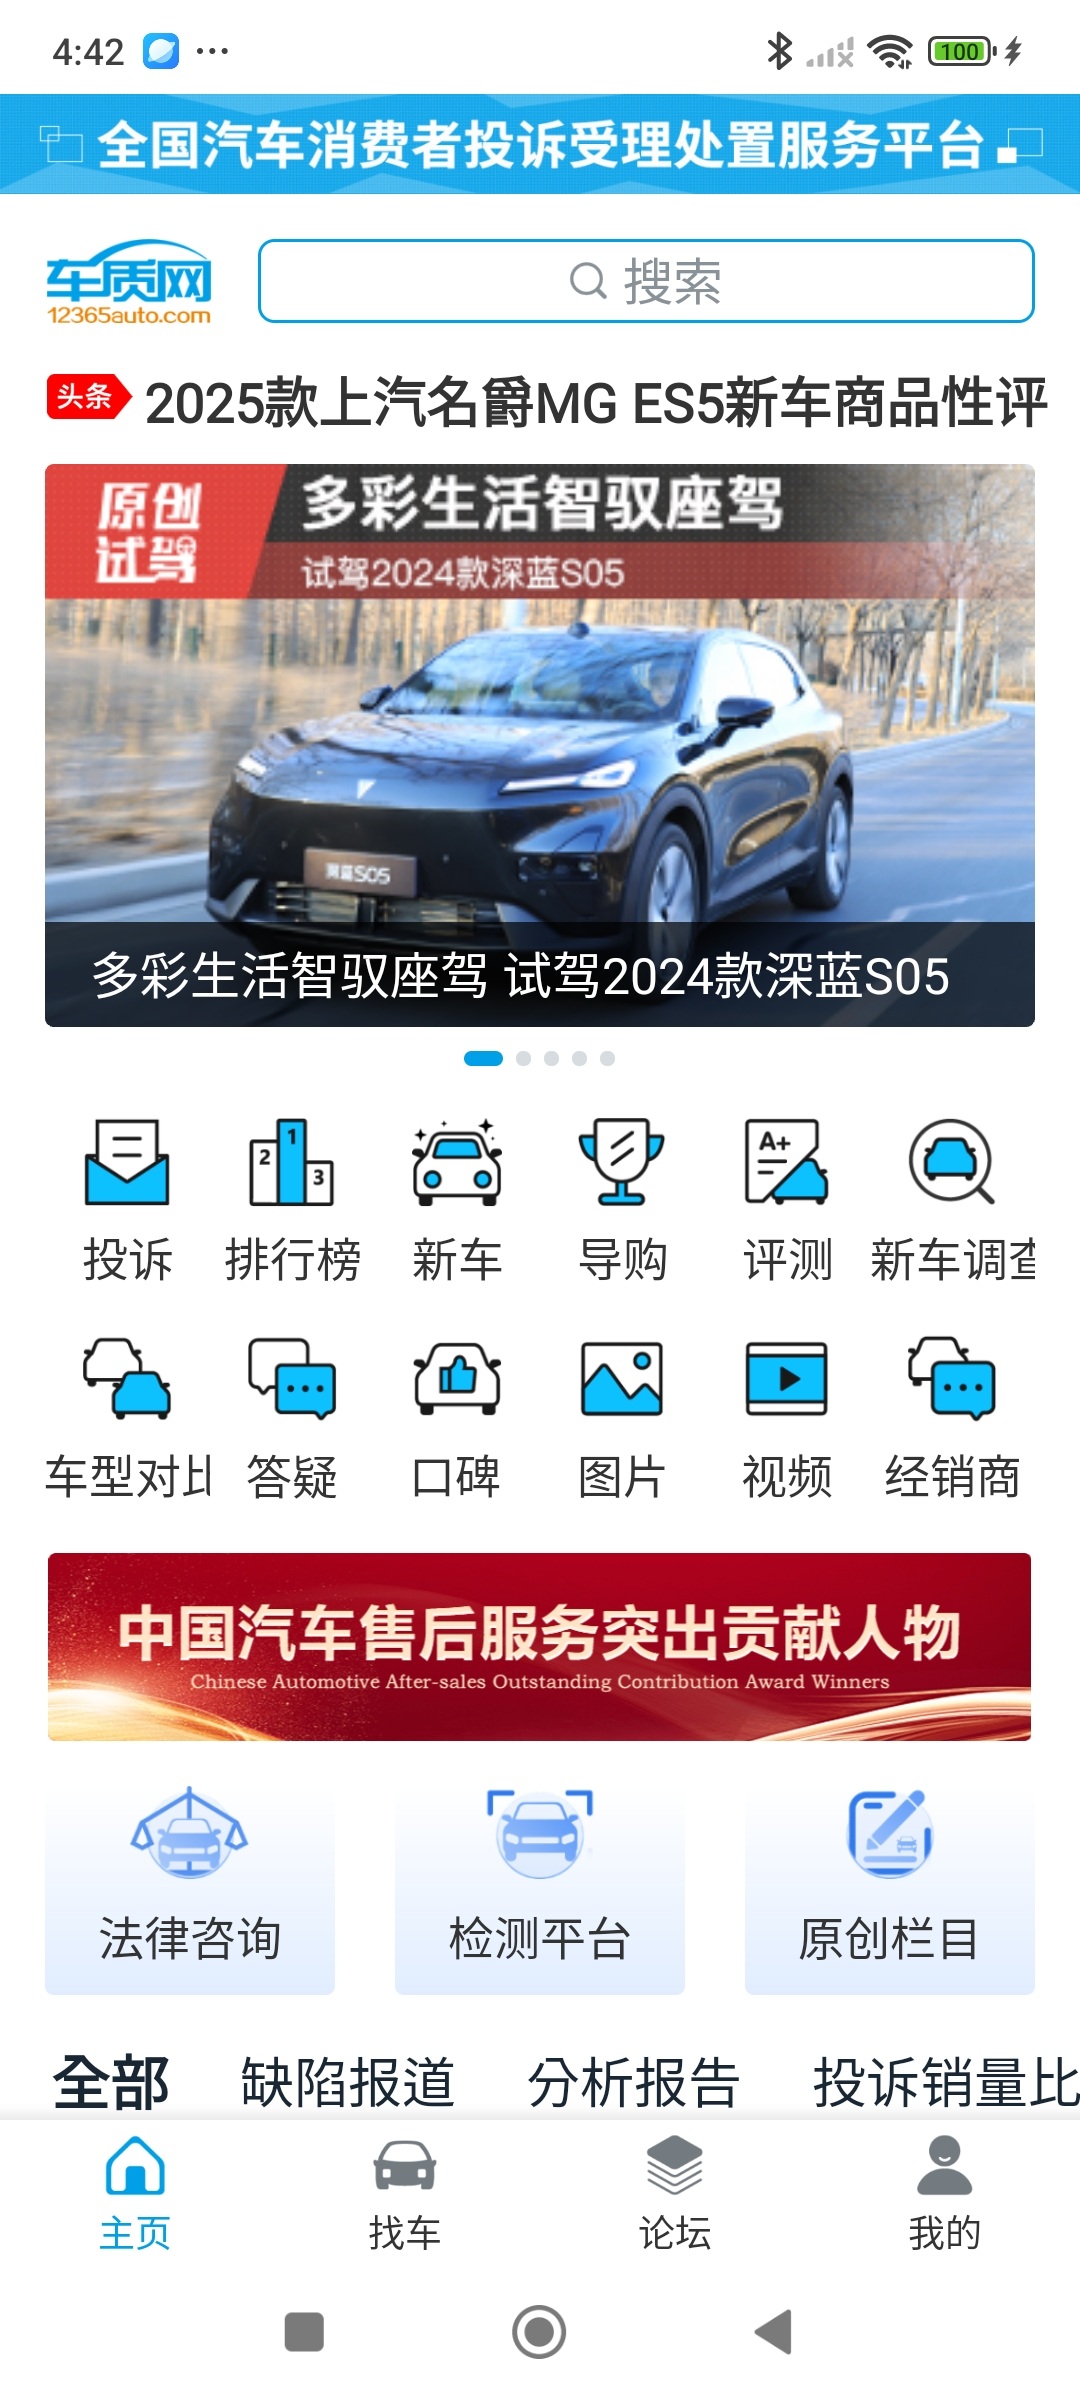 4:42
100
全国汽车消费者投诉受理处置服务平台
车质网
12365auto.com
搜索
头条
2025款上汽名爵MG ES5新车商品性评
原创
试驾
多彩生活智驭座驾
试驾2024款深蓝S05
深蓝S05
多彩生活智驭座驾 试驾2024款深蓝S05
2 1 3
A+
投诉 排行榜 新车 导购 评测 新车调查
车型对比 答疑 口碑 图片 视频 经销商
中国汽车售后服务突出贡献人物
Chinese Automotive After-sales Outstanding Contribution Award Winners
法律咨询 检测平台 原创栏目
全部 缺陷报道 分析报告 投诉销量比
主页 找车 论坛 我的